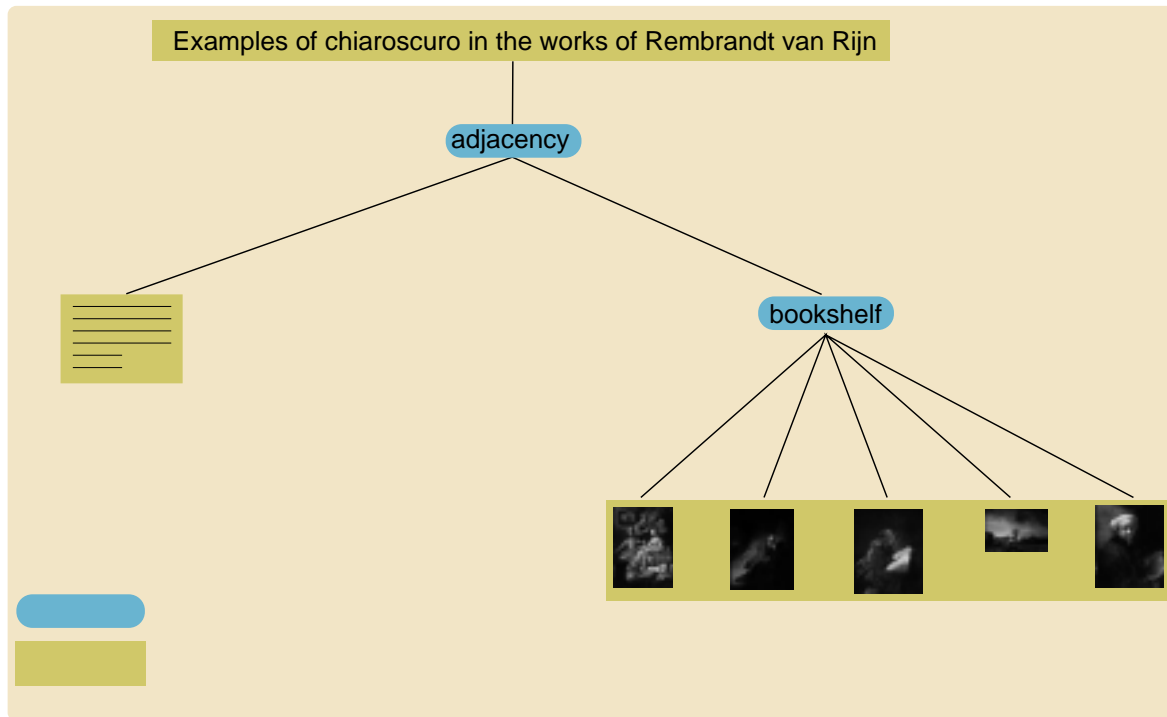 Examples of chiaroscuro in the works of Rembrandt van Rijn
adjacency
bookshelf